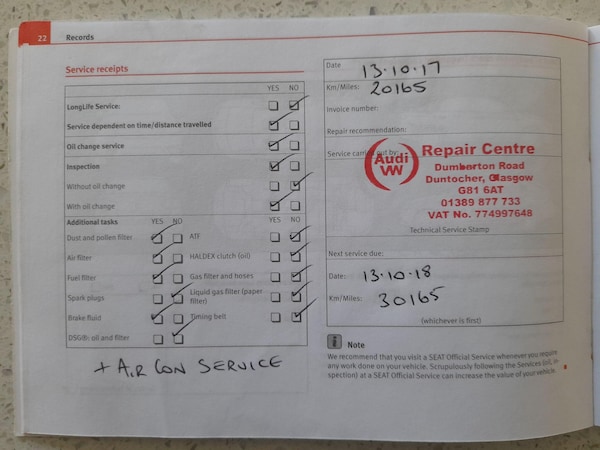 22 Records
Service receipts
YES NO
LongLife Service:
Service dependent on time/distance travelled
Oil change service
Inspection
Without oil change
With oil change
Additional tasks YES NO YES NO
Dust and pollen filter ATF
Air filter HALDEX clutch (oil)
Fuel filter Gas filter and hoses
Spark plugs Liquid gas filter (paper
filter)
Brake fluid Timing belt
DSG®: oil and filter
+ AIR CON SERVICE
Date 13.10.17
Km/Miles: 20165
Invoice number:
Repair recommendation:
Service carried out by:
Audi
VW
Repair Centre
Dumbarton Road
Duntocher, Glasgow
G81 6AT
01389 877 733
VAT No. 774997648
Technical Service Stamp
Next service due:
Date: 13.10.18
Km/Miles: 30165
(whichever is first)
i Note
We recommend that you visit a SEAT Official Service whenever you require
any work done on your vehicle. Scrupulously following the Services (oil, in-
spection) at a SEAT Official Service can increase the value of your vehicle.